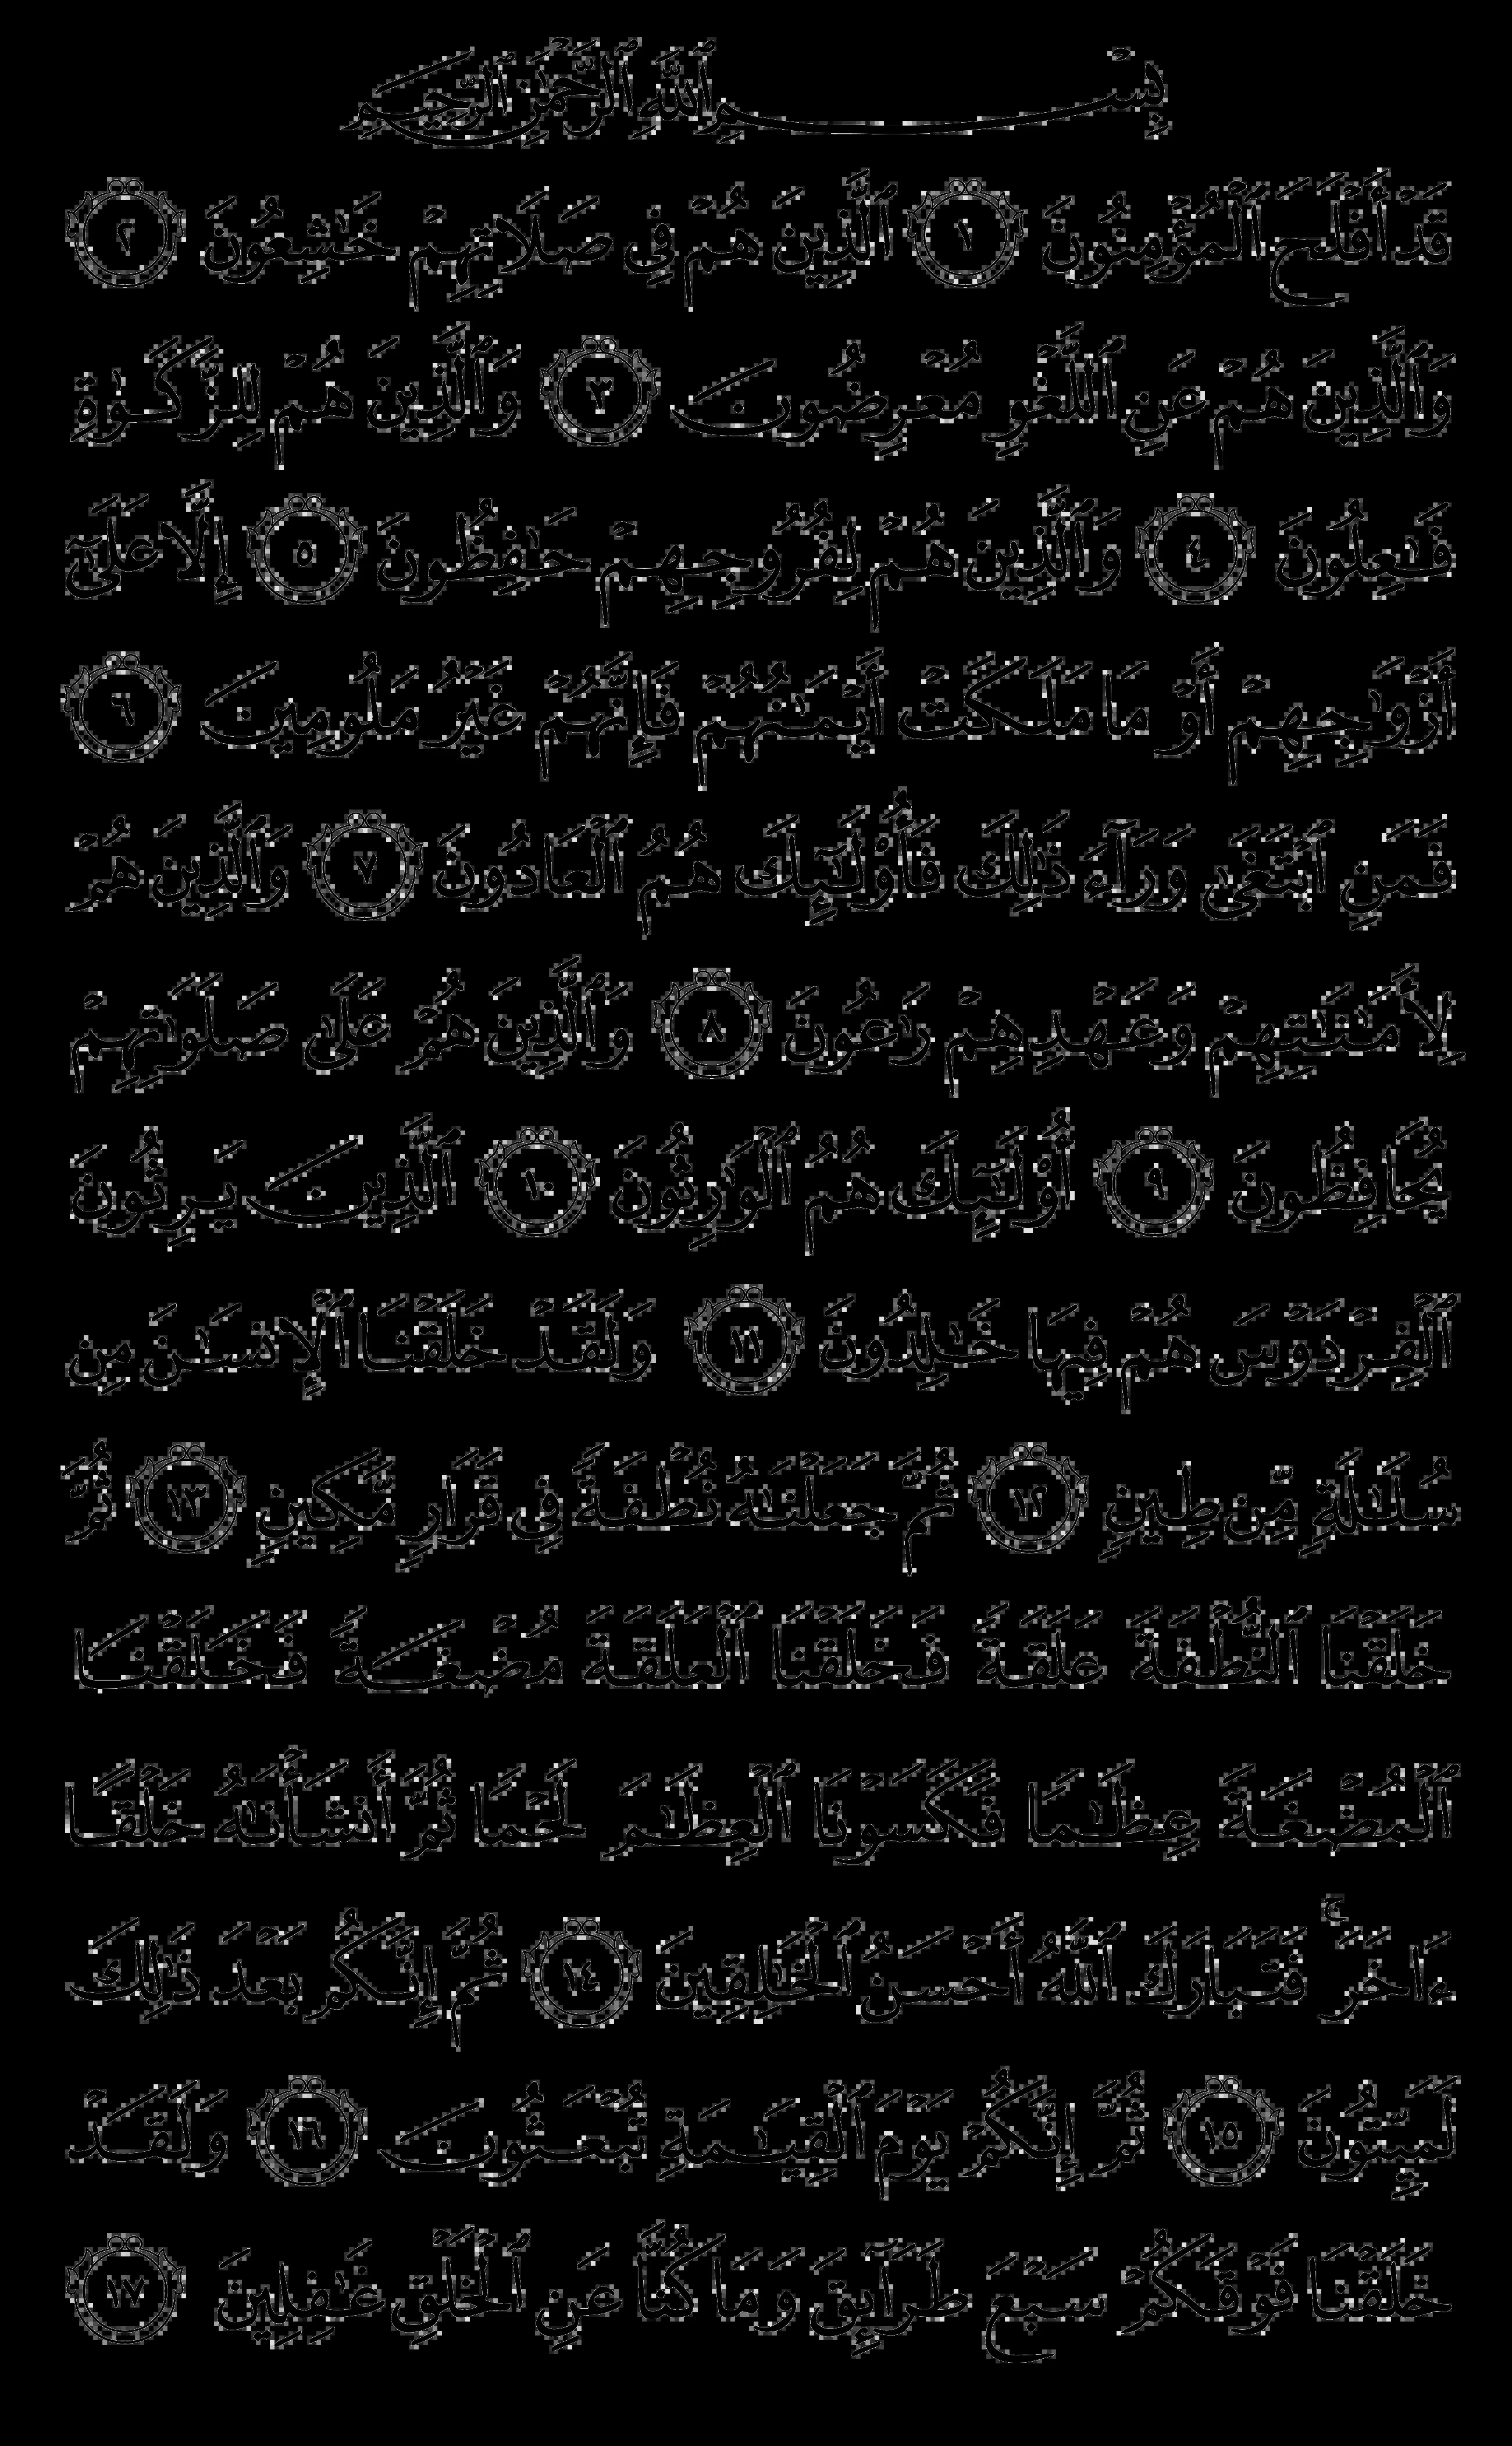 بِسْمِ ٱللَّهِ ٱلرَّحْمَٰنِ ٱلرَّحِيمِ
قَدْ أَفْلَحَ ٱلْمُؤْمِنُونَ ١ ٱلَّذِينَ هُمْ فِي صَلَاتِهِمْ خَٰشِعُونَ ٢
وَٱلَّذِينَ هُمْ عَنِ ٱللَّغْوِ مُعْرِضُونَ ٣ وَٱلَّذِينَ هُمْ لِلزَّكَوٰةِ
فَٰعِلُونَ ٤ وَٱلَّذِينَ هُمْ لِفُرُوجِهِمْ حَٰفِظُونَ ٥ إِلَّا عَلَىٰٓ
أَزْوَٰجِهِمْ أَوْ مَا مَلَكَتْ أَيْمَٰنُهُمْ فَإِنَّهُمْ غَيْرُ مَلُومِينَ ٦
فَمَنِ ٱبْتَغَىٰ وَرَآءَ ذَٰلِكَ فَأُو۟لَٰٓئِكَ هُمُ ٱلْعَادُونَ ٧ وَٱلَّذِينَ هُمْ
لِأَمَٰنَٰتِهِمْ وَعَهْدِهِمْ رَٰعُونَ ٨ وَٱلَّذِينَ هُمْ عَلَىٰ صَلَوَٰتِهِمْ
يُحَافِظُونَ ٩ أُو۟لَٰٓئِكَ هُمُ ٱلْوَٰرِثُونَ ١٠ ٱلَّذِينَ يَرِثُونَ
ٱلْفِرْدَوْسَ هُمْ فِيهَا خَٰلِدُونَ ١١ وَلَقَدْ خَلَقْنَا ٱلْإِنسَٰنَ مِن
سُلَٰلَةٍ مِّن طِينٍ ١٢ ثُمَّ جَعَلْنَٰهُ نُطْفَةً فِي قَرَارٍ مَّكِينٍ ١٣ ثُمَّ
خَلَقْنَا ٱلنُّطْفَةَ عَلَقَةً فَخَلَقْنَا ٱلْعَلَقَةَ مُضْغَةً فَخَلَقْنَا
ٱلْمُضْغَةَ عِظَٰمًا فَكَسَوْنَا ٱلْعِظَٰمَ لَحْمًا ثُمَّ أَنشَأْنَٰهُ خَلْقًا
ءَاخَرَ ۚ فَتَبَارَكَ ٱللَّهُ أَحْسَنُ ٱلْخَٰلِقِينَ ١٤ ثُمَّ إِنَّكُم بَعْدَ ذَٰلِكَ
لَمَيِّتُونَ ١٥ ثُمَّ إِنَّكُمْ يَوْمَ ٱلْقِيَٰمَةِ تُبْعَثُونَ ١٦ وَلَقَدْ
خَلَقْنَا فَوْقَكُمْ سَبْعَ طَرَآئِقَ وَمَا كُنَّا عَنِ ٱلْخَلْقِ غَٰفِلِينَ ١٧